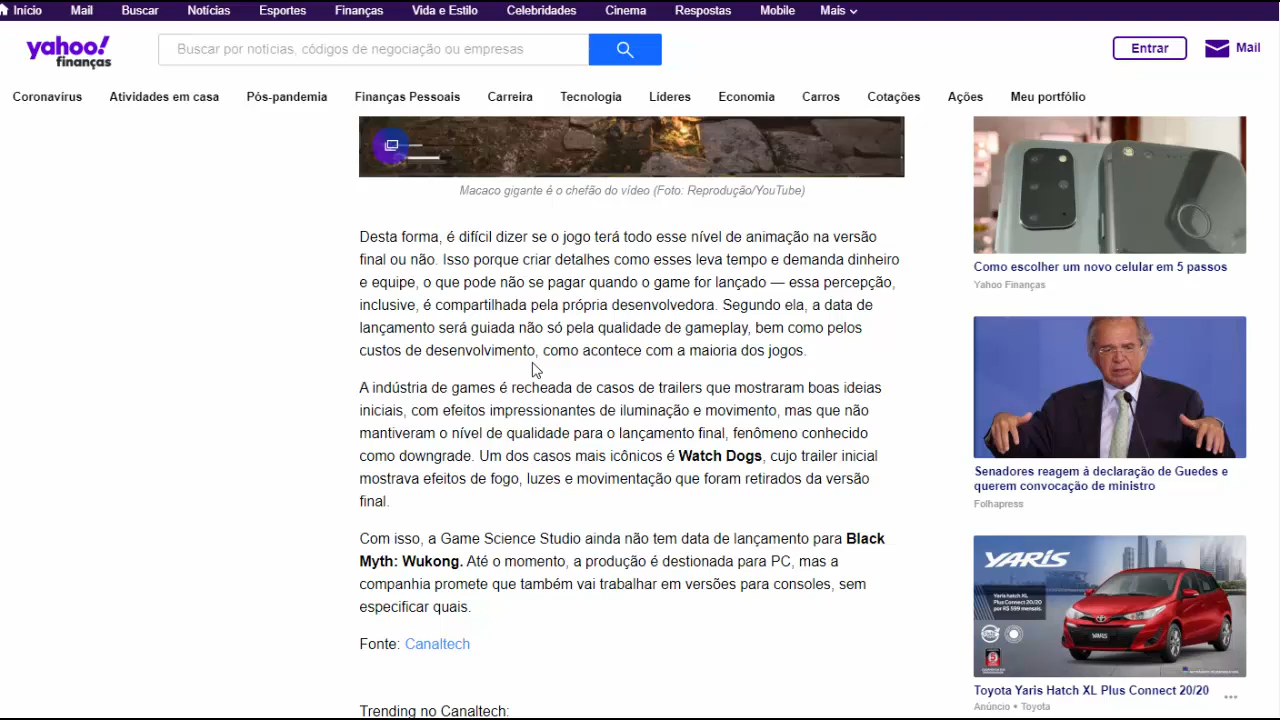 Início Mail Buscar Notícias Esportes Finanças Vida e Estilo Celebridades Cinema Respostas Mobile Mais
yahoo!
finanças
Buscar por notícias, códigos de negociação ou empresas
Entrar
Mail
Coronavírus Atividades em casa Pós-pandemia Finanças Pessoais Carreira Tecnologia Líderes Economia Carros Cotações Ações Meu portfólio
Macaco gigante é o chefão do vídeo (Foto: Reprodução/YouTube)
Desta forma, é difícil dizer se o jogo terá todo esse nível de animação na versão
final ou não. Isso porque criar detalhes como esses leva tempo e demanda dinheiro
e equipe, o que pode não se pagar quando o game for lançado — essa percepção,
inclusive, é compartilhada pela própria desenvolvedora. Segundo ela, a data de
lançamento será guiada não só pela qualidade de gameplay, bem como pelos
custos de desenvolvimento, como acontece com a maioria dos jogos.
A indústria de games é recheada de casos de trailers que mostraram boas ideias
iniciais, com efeitos impressionantes de iluminação e movimento, mas que não
mantiveram o nível de qualidade para o lançamento final, fenômeno conhecido
como downgrade. Um dos casos mais icônicos é Watch Dogs, cujo trailer inicial
mostrava efeitos de fogo, luzes e movimentação que foram retirados da versão
final.
Com isso, a Game Science Studio ainda não tem data de lançamento para Black
Myth: Wukong. Até o momento, a produção é destionada para PC, mas a
companhia promete que também vai trabalhar em versões para consoles, sem
especificar quais.
Fonte: Canaltech
Trending no Canaltech:
Como escolher um novo celular em 5 passos
Yahoo Finanças
Senadores reagem à declaração de Guedes e
querem convocação de ministro
Folhapress
YARIS
Yaris hatch XL
Plus Connect 20/20
por R$ 599 mensais.
YARIS
Toyota Yaris Hatch XL Plus Connect 20/20
Anúncio • Toyota